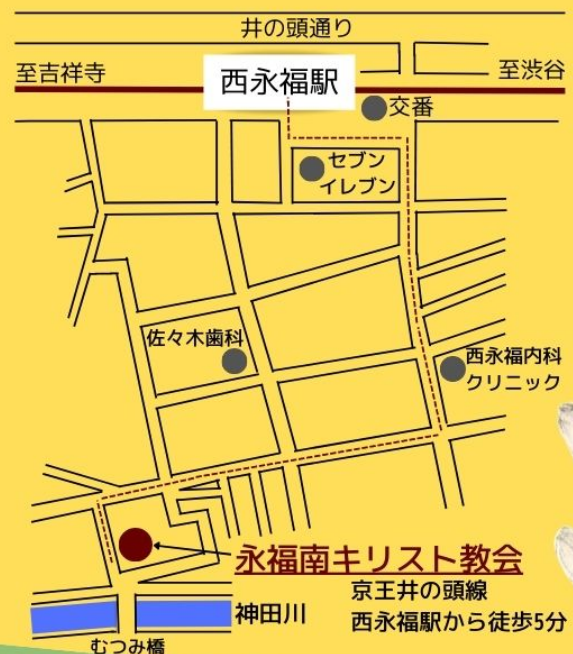 井の頭通り
至吉祥寺
西永福駅
至渋谷
交番
セブン
イレブン
佐々木歯科
西永福内科
クリニック
永福南キリスト教会
京王井の頭線
西永福駅から徒歩5分
神田川
むつみ橋